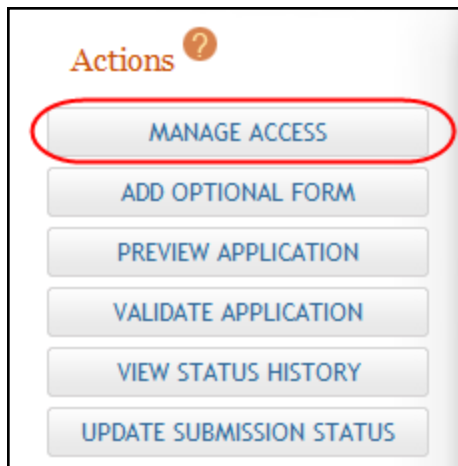 Actions ?
MANAGE ACCESS
ADD OPTIONAL FORM
PREVIEW APPLICATION
VALIDATE APPLICATION
VIEW STATUS HISTORY
UPDATE SUBMISSION STATUS